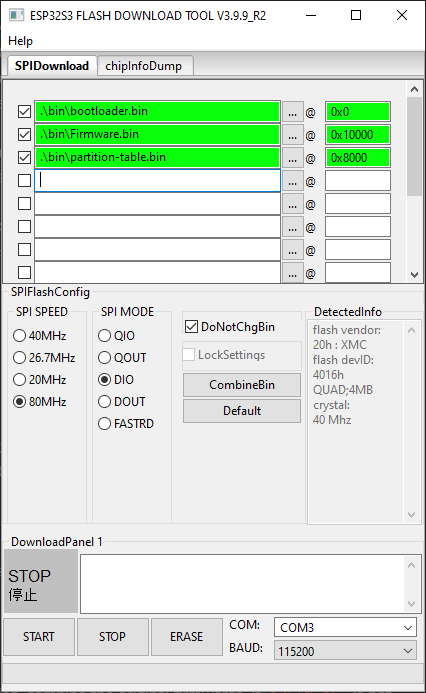 ESP32S3 FLASH DOWNLOAD TOOL V3.9.9_R2
Help
SPIDownload chipInfoDump
.\bin\bootloader.bin ... @ 0x0
.\bin\Firmware.bin ... @ 0x10000
.\bin\partition-table.bin ... @ 0x8000
... @
... @
... @
... @
... @
SPIFlashConfig
SPI SPEED
40MHz
26.7MHz
20MHz
80MHz
SPI MODE
QIO
QOUT
DIO
DOUT
FASTRD
DoNotChgBin
LockSettings
CombineBin
Default
DetectedInfo
flash vendor:
20h : XMC
flash devID:
4016h
QUAD;4MB
crystal:
40 Mhz
DownloadPanel 1
STOP
停止
START STOP ERASE
COM: COM3
BAUD: 115200